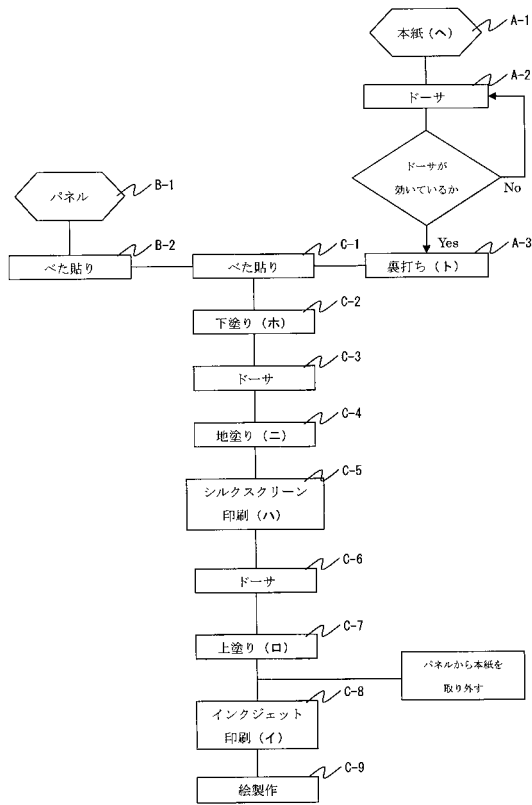 本紙（ヘ）
A-1
A-2
ドーサ
ドーサが
効いているか
No
Yes
パネル
B-1
B-2
べた貼り
C-1
べた貼り
A-3
裏打ち（ト）
C-2
下塗り（ホ）
C-3
ドーサ
C-4
地塗り（ニ）
C-5
シルクスクリーン
印刷（ハ）
C-6
ドーサ
C-7
上塗り（ロ）
パネルから本紙を
取り外す
C-8
インクジェット
印刷（イ）
C-9
絵製作